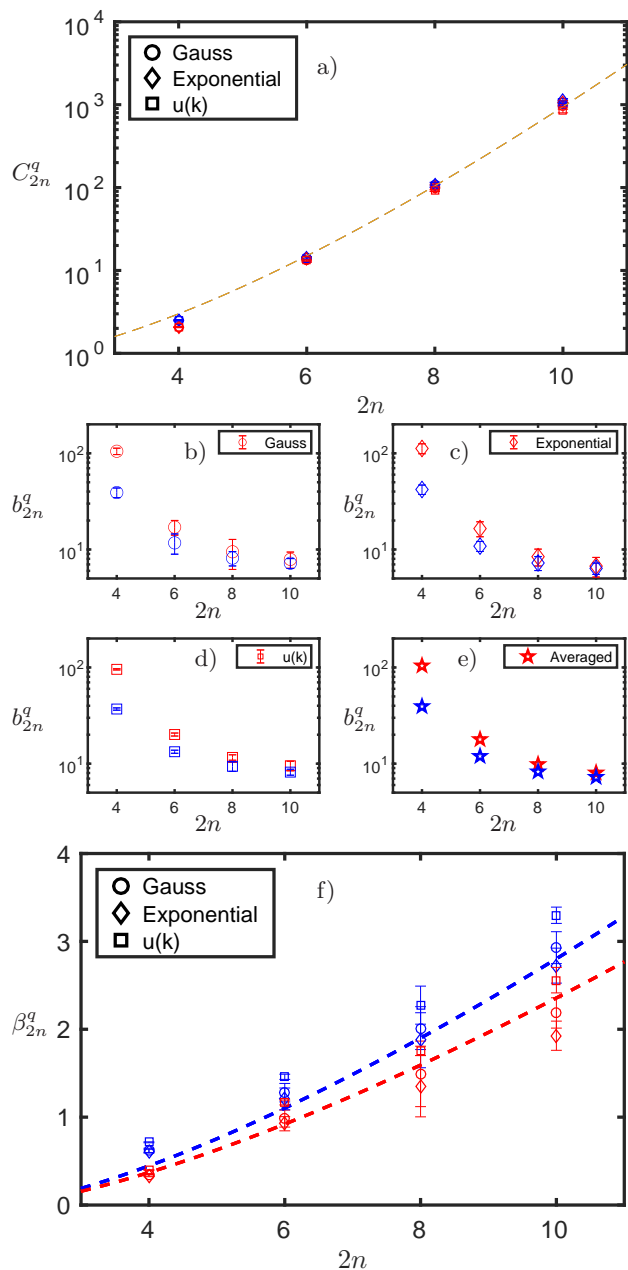 10^4
10^3
10^2
10^1
10^0
C^q_{2n}
Gauss
Exponential
u(k)
a)
4 6 8 10
2n
b)
Gauss
10^2
10^1
b^q_{2n}
4 6 8 10
2n
c)
Exponential
10^2
10^1
b^q_{2n}
4 6 8 10
2n
d)
u(k)
10^2
10^1
b^q_{2n}
4 6 8 10
2n
e)
Averaged
10^2
10^1
b^q_{2n}
4 6 8 10
2n
4
3
2
1
0
β^q_{2n}
Gauss
Exponential
u(k)
f)
4 6 8 10
2n